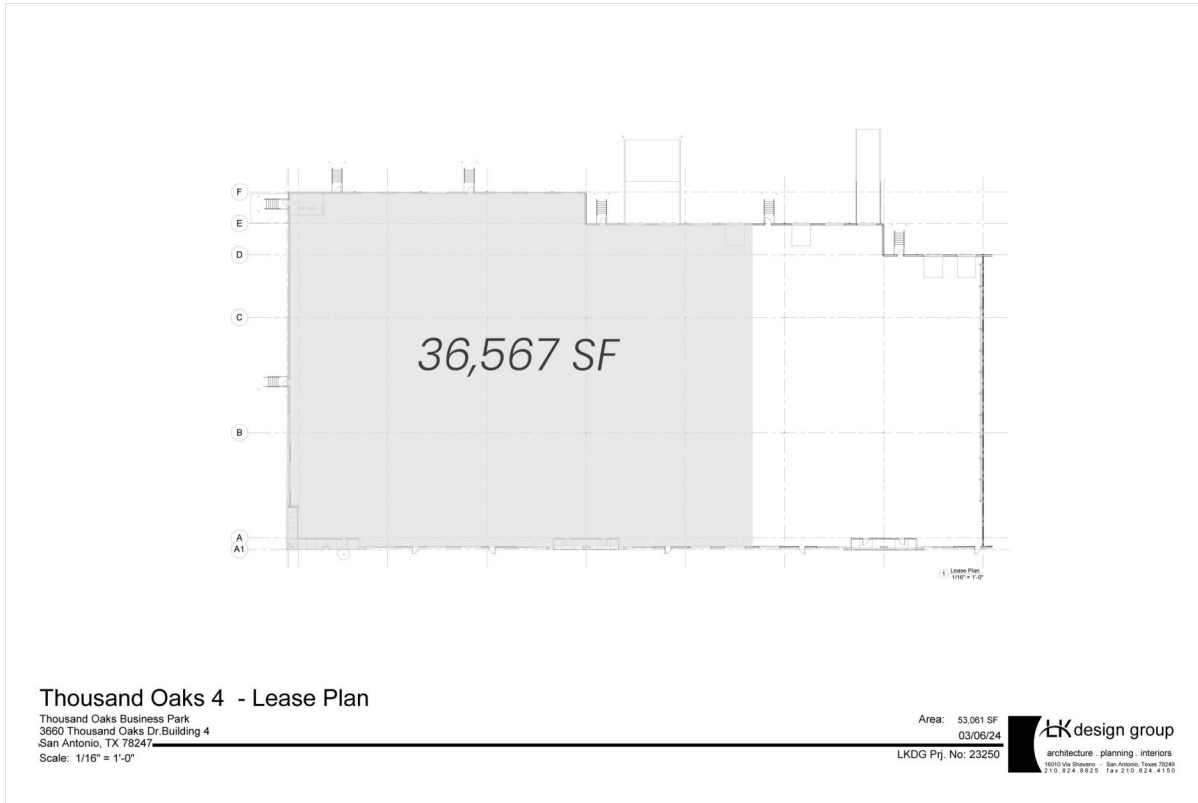 F
E
D
C
36,567 SF
B
A
A1
1
1 Lease Plan
1/16" = 1'-0"
Thousand Oaks 4 - Lease Plan
Thousand Oaks Business Park
3660 Thousand Oaks Dr.Building 4
San Antonio, TX 78247
Scale: 1/16" = 1'-0"
Area: 53,061 SF
03/06/24
LKDG Prj. No: 23250
LK design group
architecture . planning . interiors
16010 Via Shavano - San Antonio, Texas 78249
210.824.8825 fax 210.824.4150